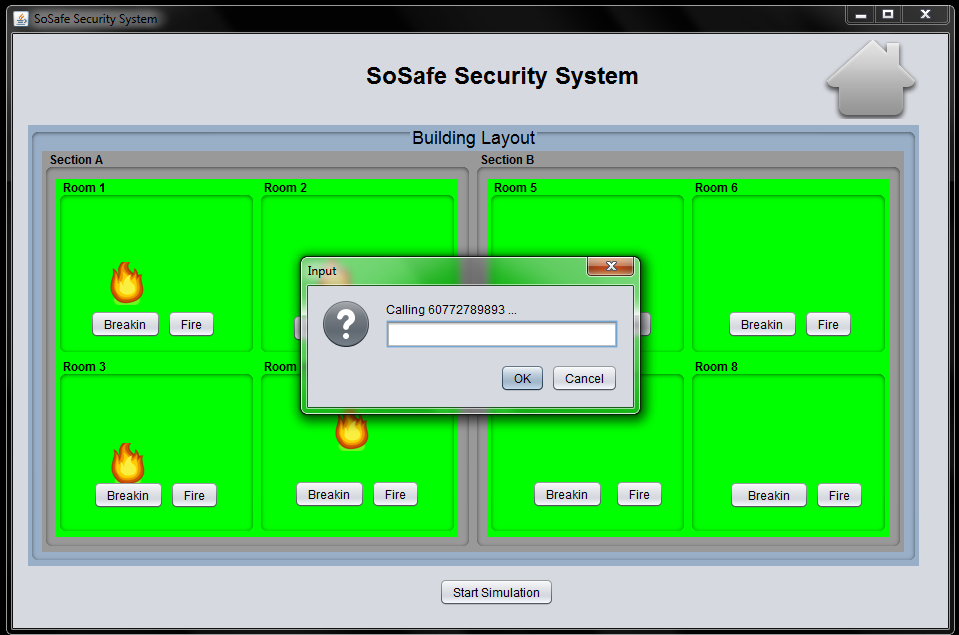 SoSafe Security System
SoSafe Security System
Building Layout
Section A
Section B
Room 1
Room 2
Room 5
Room 6
Breakin
Fire
Breakin
Fire
Input
Calling 60772789893 ...
OK
Cancel
Room 3
Room
Room 8
Breakin
Fire
Breakin
Fire
Breakin
Fire
Breakin
Fire
Start Simulation